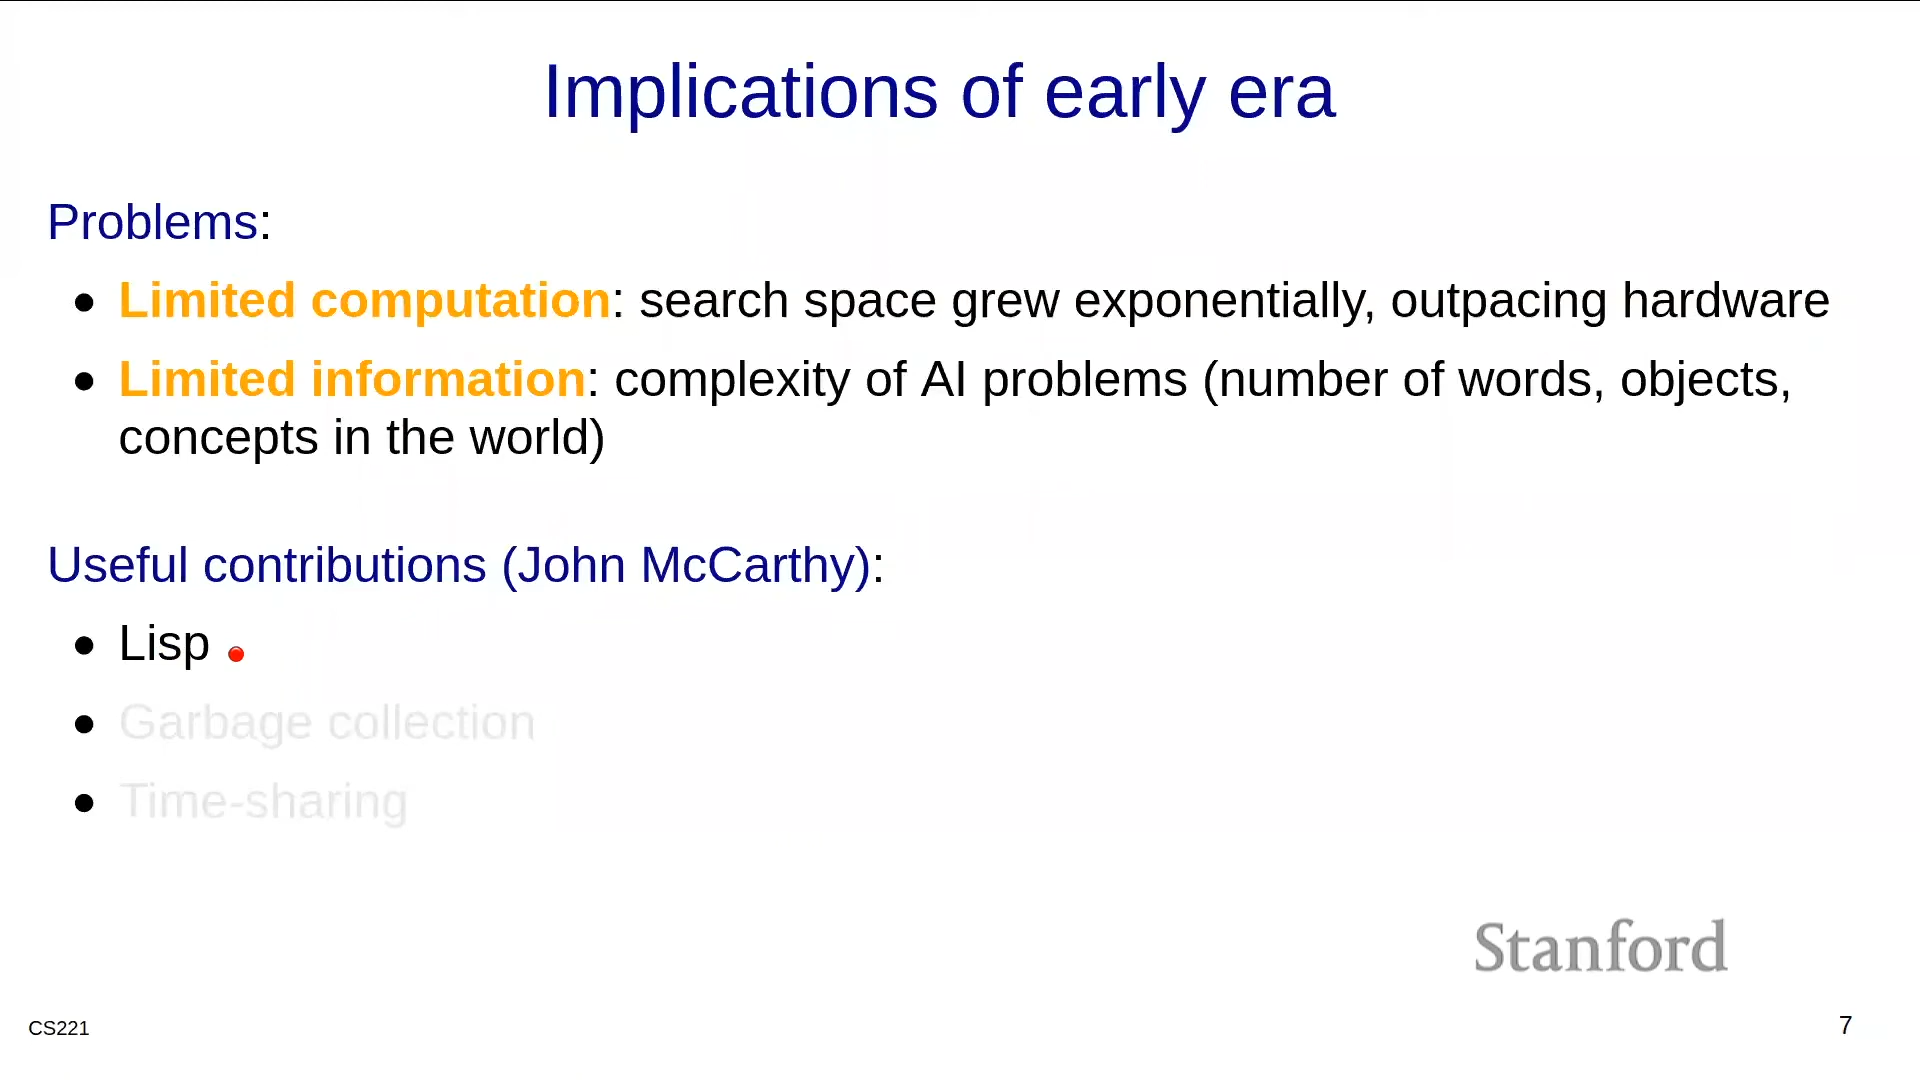 Implications of early era
Problems:
● Limited computation: search space grew exponentially, outpacing hardware
● Limited information: complexity of AI problems (number of words, objects,
concepts in the world)
Useful contributions (John McCarthy):
● Lisp
● Garbage collection
● Time-sharing
Stanford
CS221
7